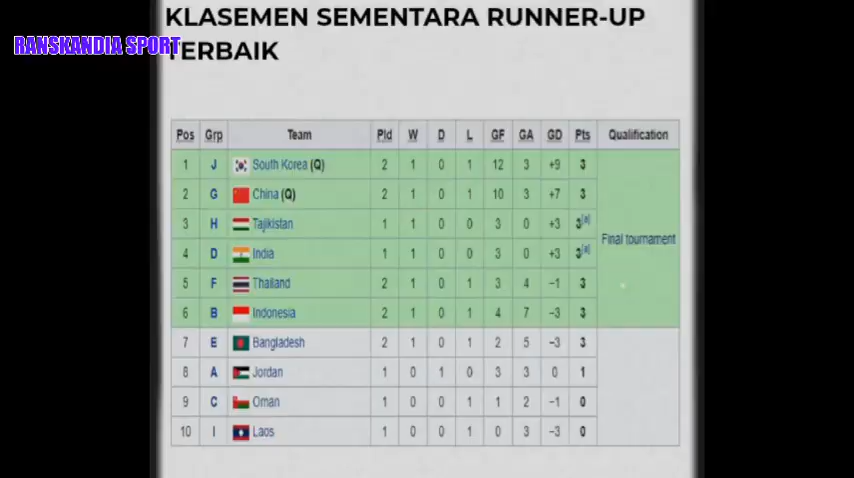 KLASEMEN SEMENTARA RUNNER-UP
RANSKANDIA SPORT
TERBAIK
Pos Grp Team Pld W D L GF GA GD Pts Qualification
1 J South Korea (Q) 2 1 0 1 12 3 +9 3
2 G China (Q) 2 1 0 1 10 3 +7 3
3 H Tajikistan 1 1 0 0 3 0 +3 3[a]
Final tournament
4 D India 1 1 0 0 3 0 +3 3[a]
5 F Thailand 2 1 0 1 3 4 −1 3
6 B Indonesia 2 1 0 1 4 7 −3 3
7 E Bangladesh 2 1 0 1 2 5 −3 3
8 A Jordan 1 0 1 0 3 3 0 1
9 C Oman 1 0 0 1 1 2 −1 0
10 I Laos 1 0 0 1 0 3 −3 0